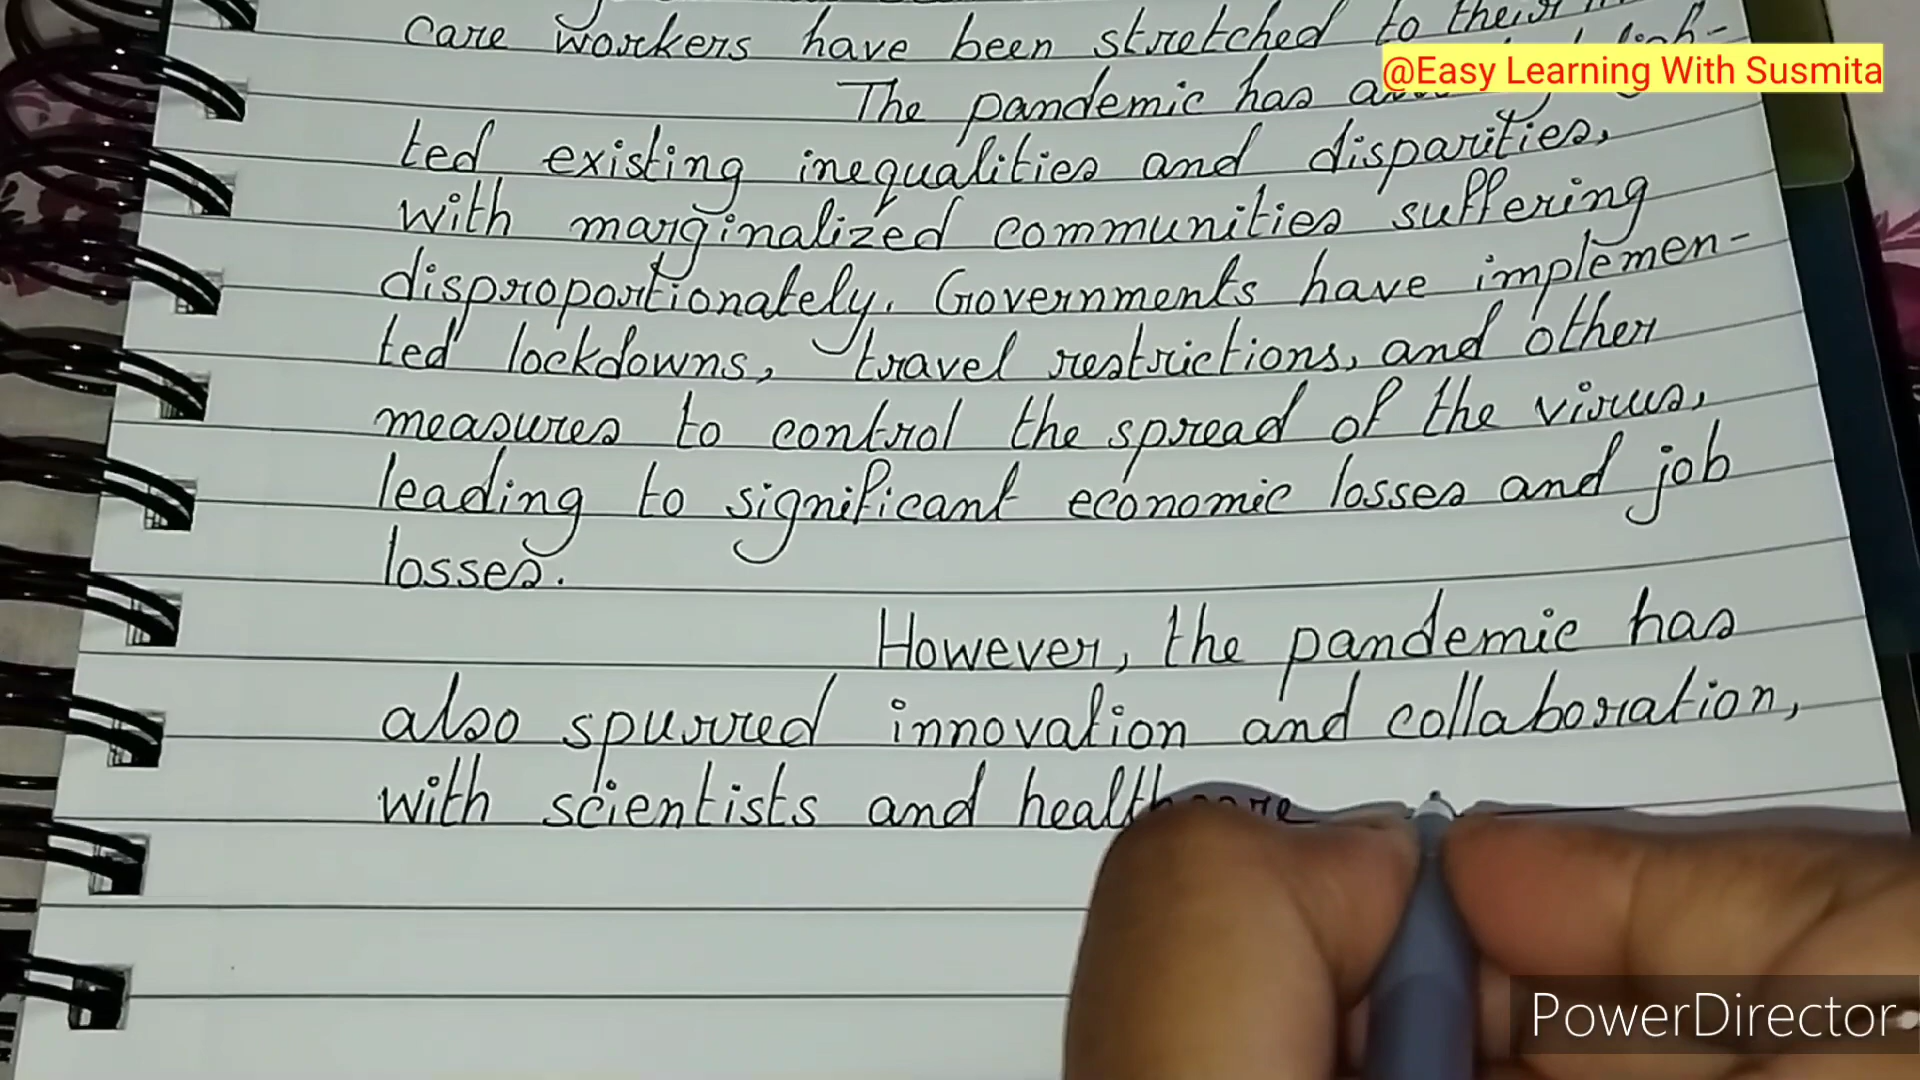 care workers have been stretched to their
@Easy Learning With Susmita
The pandemic has
ted existing inequalities and disparities,
with marginalized communities suffering
disproportionately. Governments have implemen-
ted lockdowns, travel restrictions, and other
measures to control the spread of the virus,
leading to significant economic losses and job
losses.
However, the pandemic has
also spurred innovation and collaboration,
with scientists and healthcare
PowerDirector